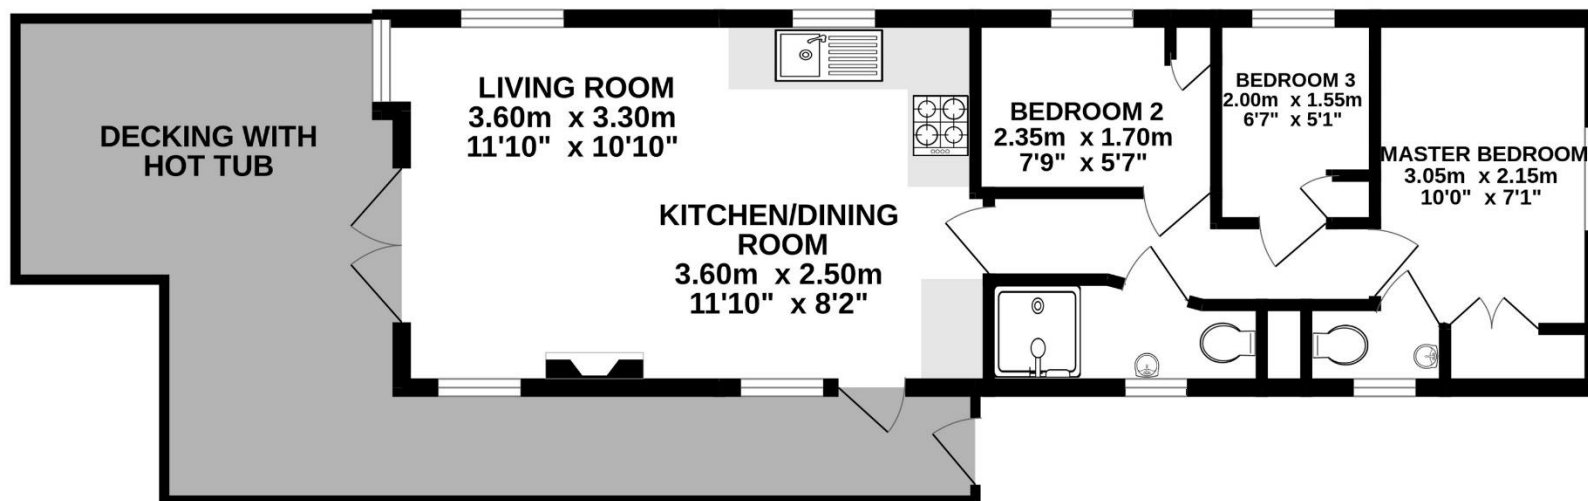 DECKING WITH
HOT TUB
LIVING ROOM
3.60m x 3.30m
11'10" x 10'10"
KITCHEN/DINING
ROOM
3.60m x 2.50m
11'10" x 8'2"
BEDROOM 2
2.35m x 1.70m
7'9" x 5'7"
BEDROOM 3
2.00m x 1.55m
6'7" x 5'1"
MASTER BEDROOM
3.05m x 2.15m
10'0" x 7'1"